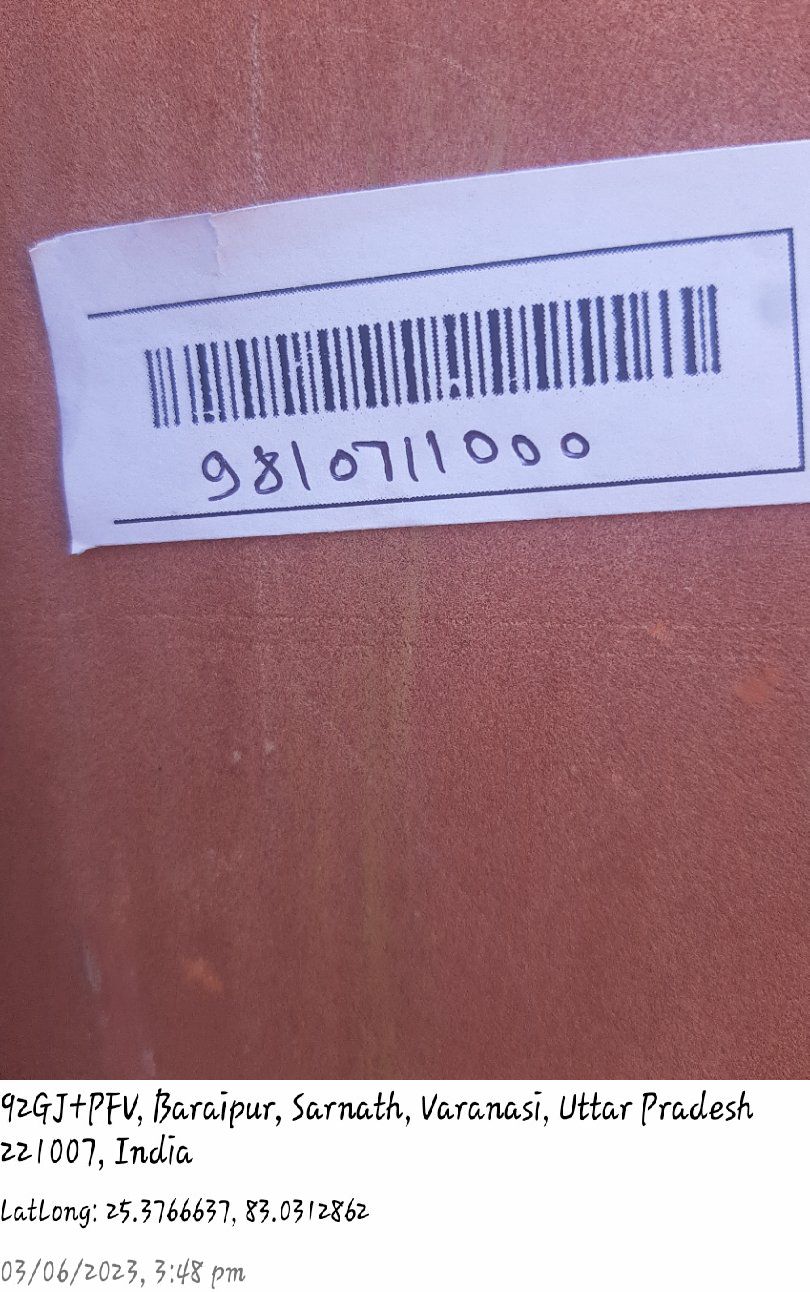 9810711000
92GJ+PFV, Baraipur, Sarnath, Varanasi, Uttar Pradesh
221007, India
LatLong: 25.3766637, 83.0312862
03/06/2023, 3:48 pm